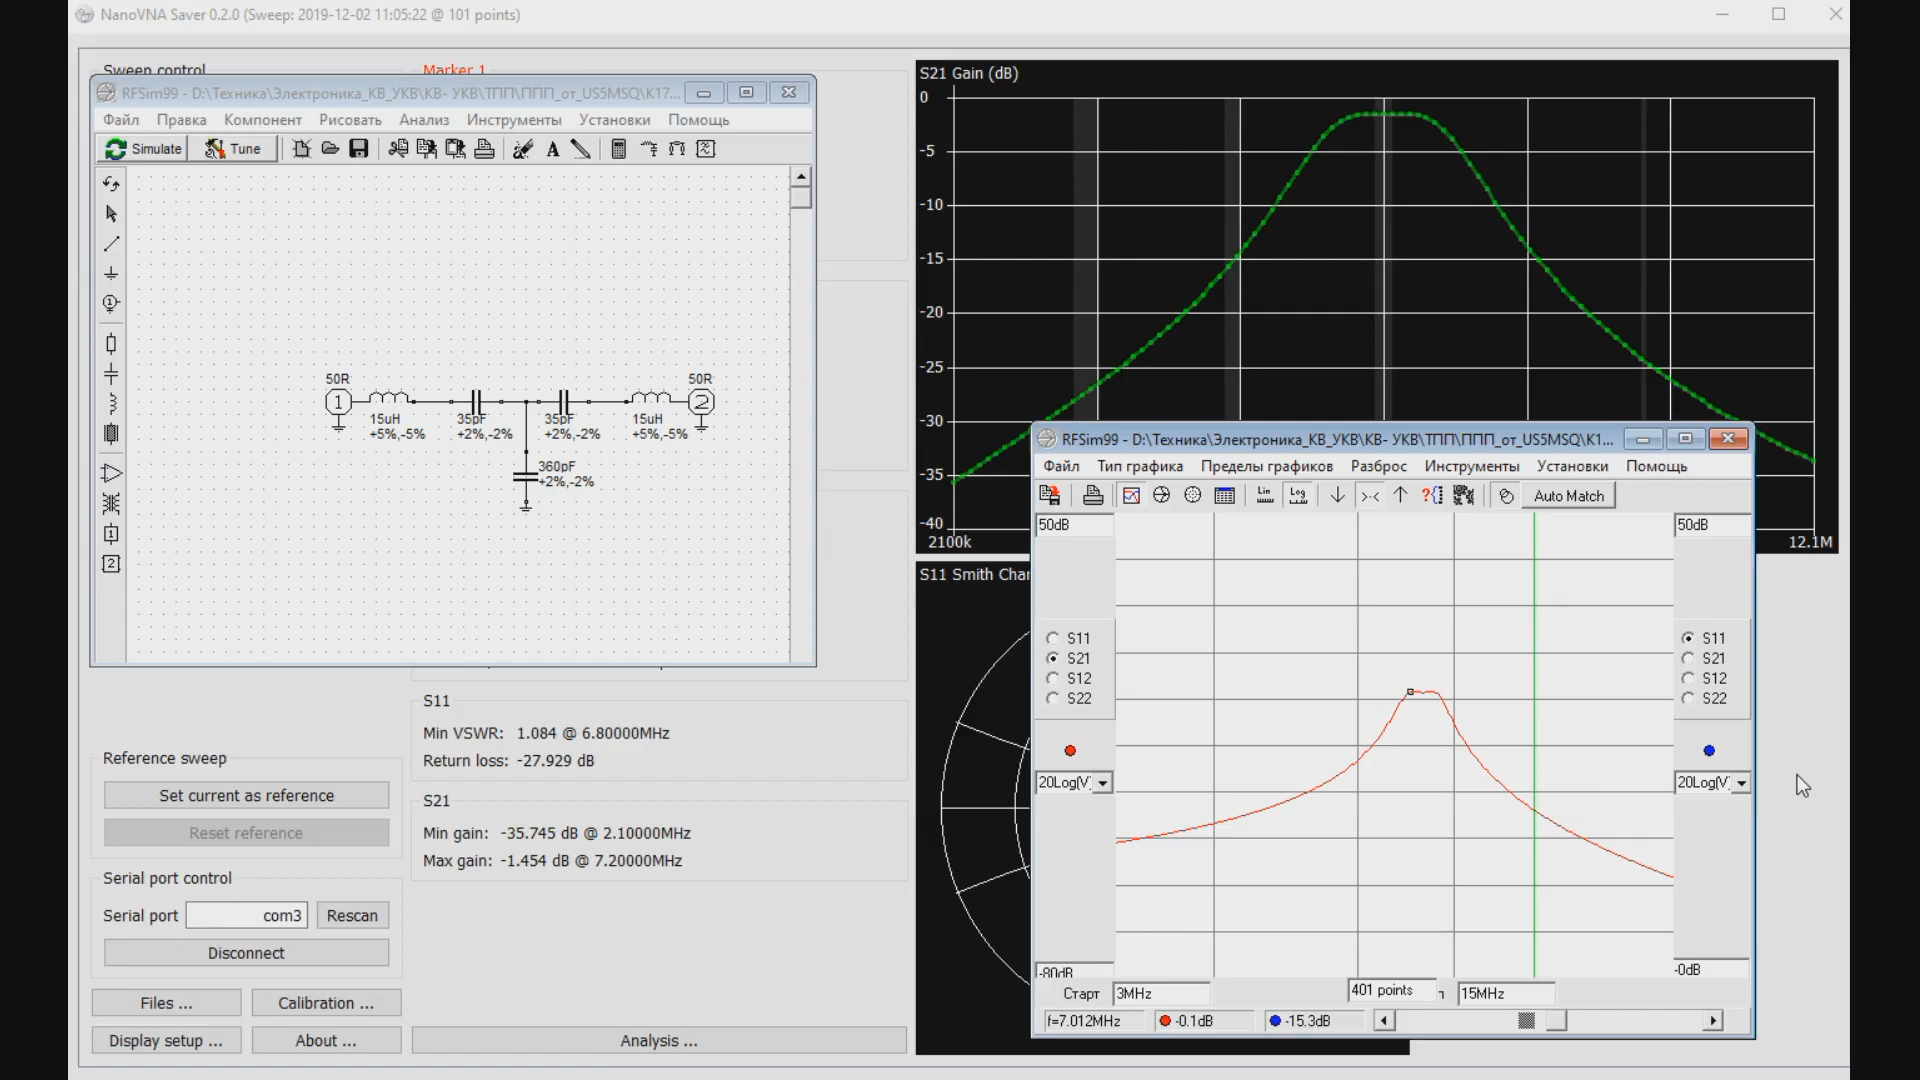 NanoVNA Saver 0.2.0 (Sweep: 2019-12-02 11:05:22 @ 101 points)
Sweep control
Marker 1
RFSim99 - D:\Техника\Электроника_КВ_УКВ\КВ- УКВ\ТПП\ППП_от_US5MSQ\К17...
Файл Правка Компонент Рисовать Анализ Инструменты Установки Помощь
Simulate Tune
50R
1
15uH
+5%,-5%
35pF
+2%,-2%
35pF
+2%,-2%
15uH
+5%,-5%
50R
2
360pF
+2%,-2%
S11
Min VSWR: 1.084 @ 6.80000MHz
Return loss: -27.929 dB
S21
Min gain: -35.745 dB @ 2.10000MHz
Max gain: -1.454 dB @ 7.20000MHz
Reference sweep
Set current as reference
Reset reference
Serial port control
Serial port com3 Rescan
Disconnect
Files ... Calibration ...
Display setup ... About ...
Analysis ...
S21 Gain (dB)
0
-5
-10
-15
-20
-25
-30
-35
-40
2100k
12.1M
S11 Smith Char
RFSim99 - D:\Техника\Электроника_КВ_УКВ\КВ- УКВ\ТПП\ППП_от_US5MSQ\К1...
Файл Тип графика Пределы графиков Разброс Инструменты Установки Помощь
Lin Log Auto Match
50dB
S11
S21
S12
S22
20Log(V)
-80dB
50dB
S11
S21
S12
S22
20Log(V)
-0dB
Старт 3MHz 401 points 15MHz
f=7.012MHz -0.1dB -15.3dB